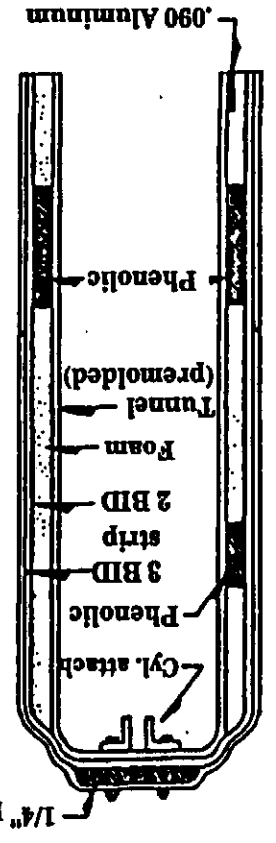 1/4"
Cyl. attach
Phenolic
3 BID
strip
2 BID
Foam
Tunnel
(premolded)
Phenolic
.090 Aluminum